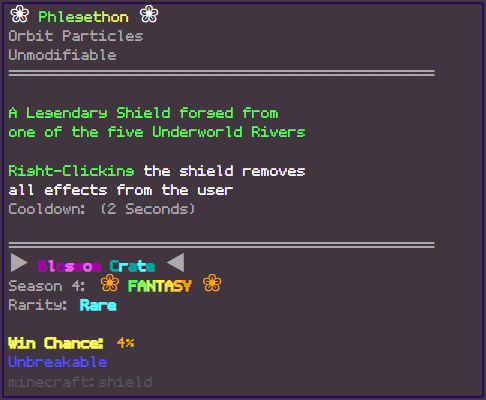 ❀ Phlegethon ❀
Orbit Particles
Unmodifiable
A Legendary Shield forged from
one of the five Underworld Rivers
Right-Clicking the shield removes
all effects from the user
Cooldown: (2 Seconds)
▶ Blossom Crate ◀
Season 4: ❀ FANTASY ❀
Rarity: Rare
Win Chance: 4%
Unbreakable
minecraft:shield